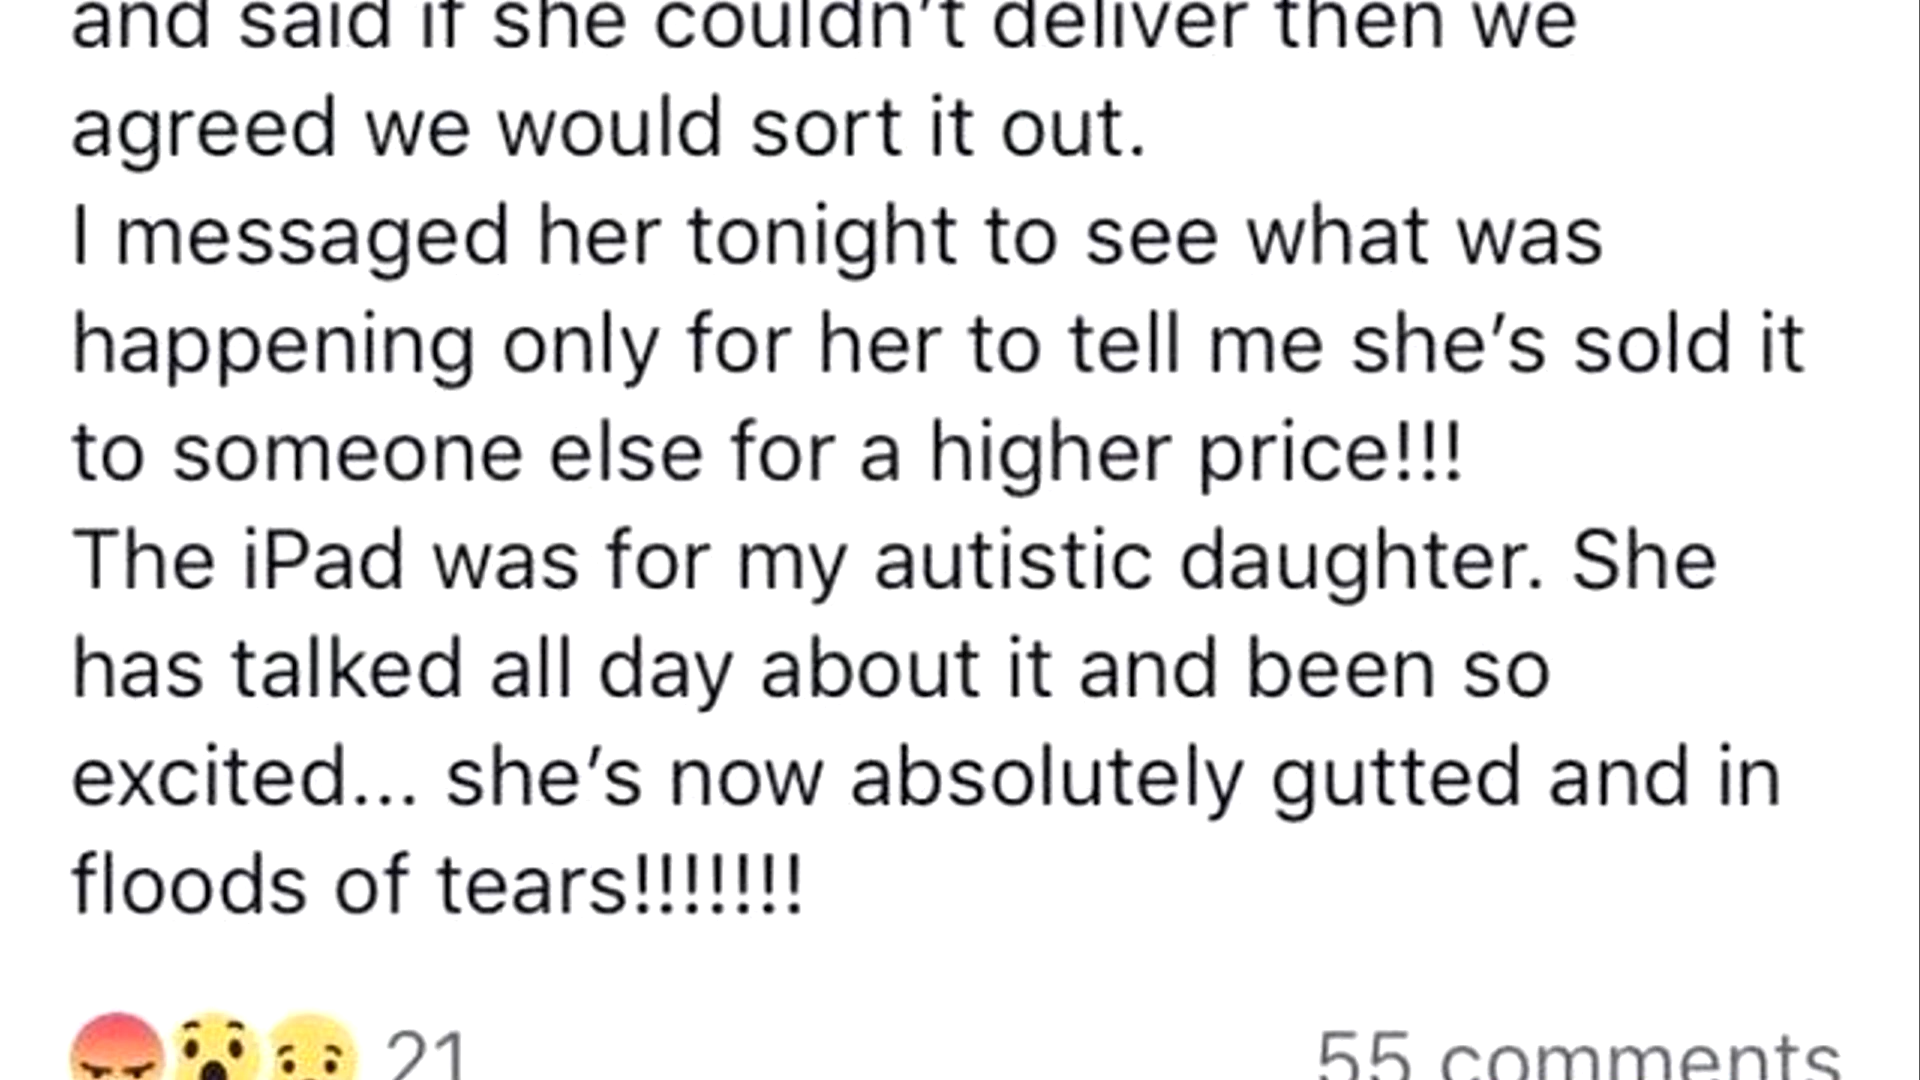 and said if she couldn't deliver then we
agreed we would sort it out.
I messaged her tonight to see what was
happening only for her to tell me she's sold it
to someone else for a higher price!!!
The iPad was for my autistic daughter. She
has talked all day about it and been so
excited... she's now absolutely gutted and in
floods of tears!!!!!!!
21 55 comments